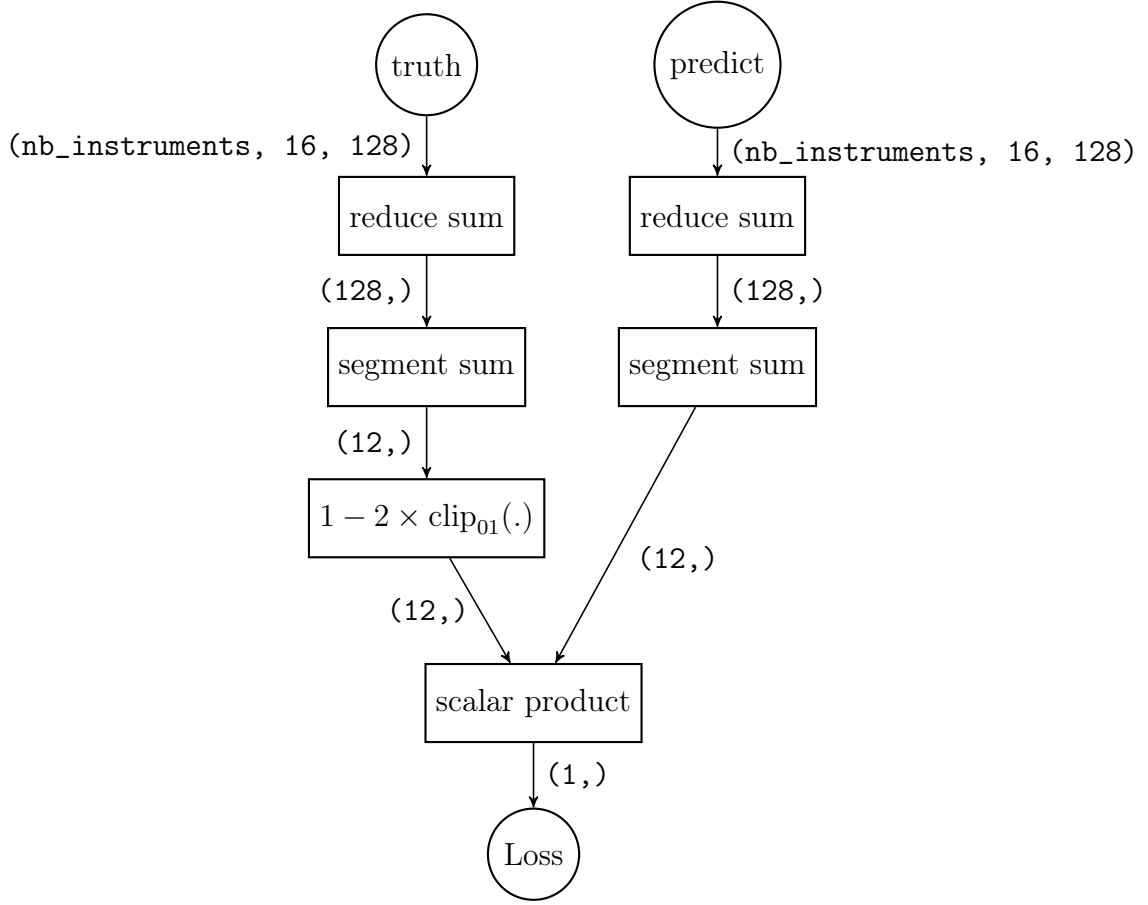 truth
predict
(nb_instruments, 16, 128)
(nb_instruments, 16, 128)
reduce sum
reduce sum
(128,)
(128,)
segment sum
segment sum
(12,)
1 − 2 × clip₀₁(.)
(12,)
(12,)
scalar product
(1,)
Loss